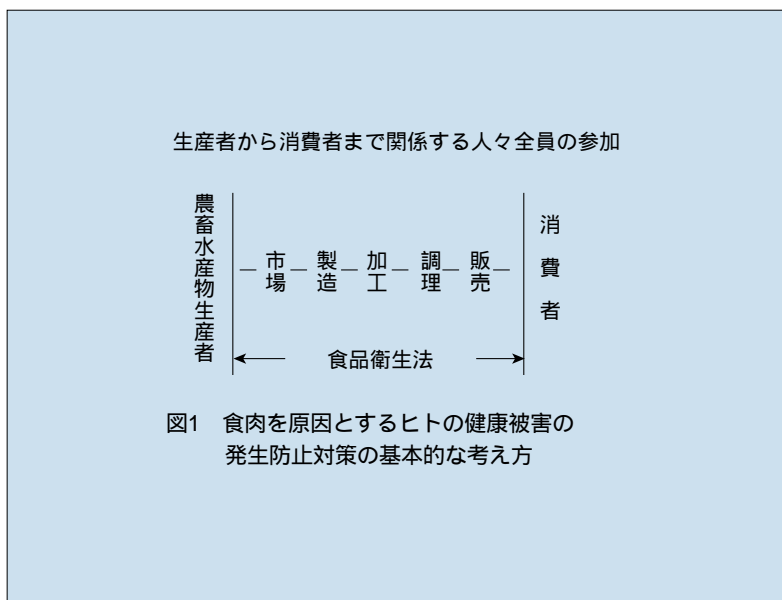 生産者から消費者まで関係する人々全員の参加
農畜水産物生産者
市場
製造
加工
調理
販売
消費者
食品衛生法
図1 食肉を原因とするヒトの健康被害の
発生防止対策の基本的な考え方